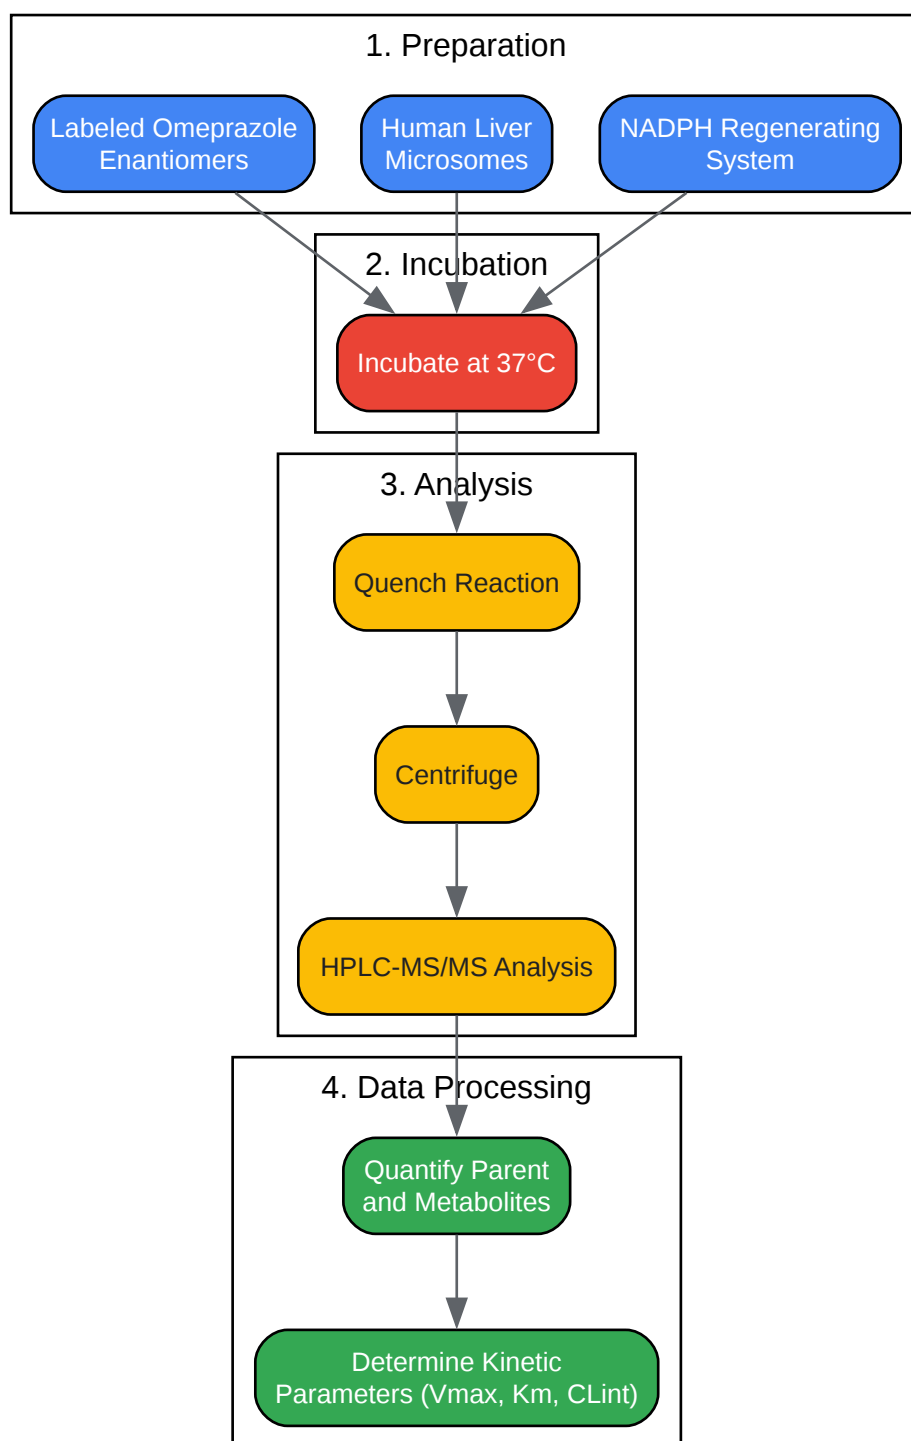 1. Preparation
Labeled Omeprazole
Enantiomers
Human Liver
Microsomes
NADPH Regenerating
System
2. Incubation
Incubate at 37°C
3. Analysis
Quench Reaction
Centrifuge
HPLC-MS/MS Analysis
4. Data Processing
Quantify Parent
and Metabolites
Determine Kinetic
Parameters (Vmax, Km, CLint)